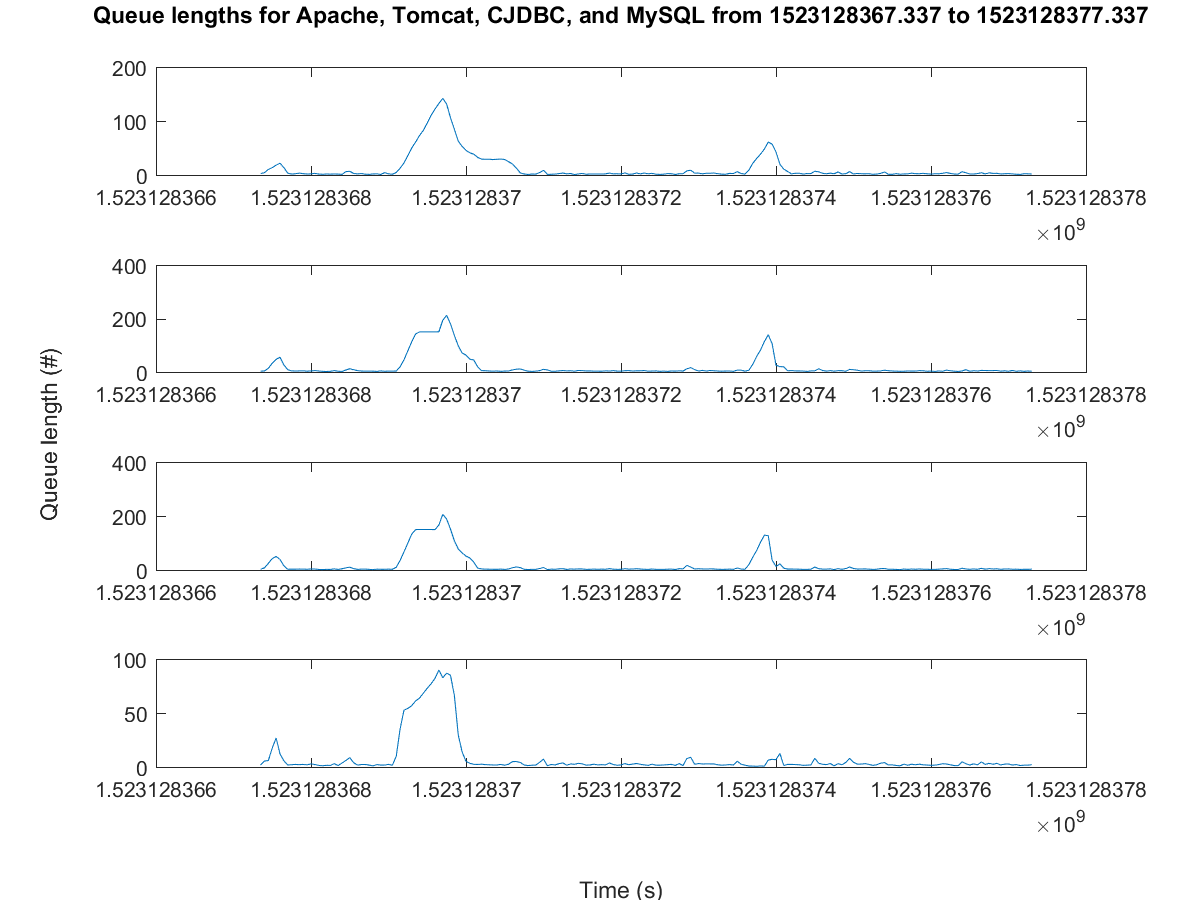 Queue lengths for Apache, Tomcat, CJDBC, and MySQL from 1523128367.337 to 1523128377.337
200
100
0
1.523128366 1.523128368 1.52312837 1.523128372 1.523128374 1.523128376 1.523128378
×10^9
400
200
0
1.523128366 1.523128368 1.52312837 1.523128372 1.523128374 1.523128376 1.523128378
×10^9
Queue length (#)
400
200
0
1.523128366 1.523128368 1.52312837 1.523128372 1.523128374 1.523128376 1.523128378
×10^9
100
50
0
1.523128366 1.523128368 1.52312837 1.523128372 1.523128374 1.523128376 1.523128378
×10^9
Time (s)